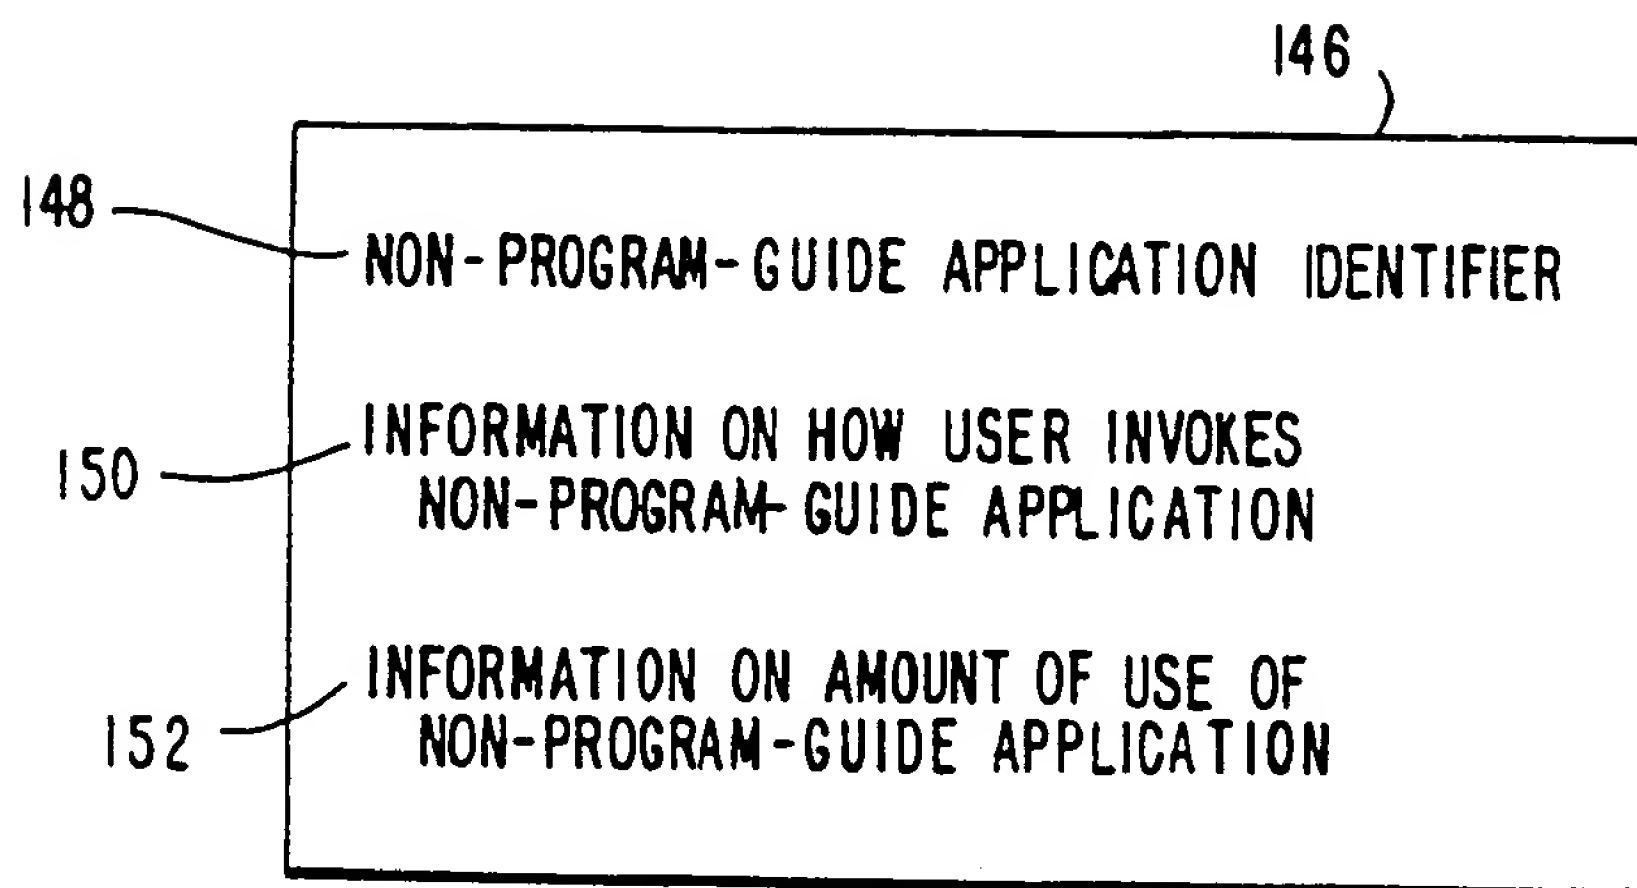 146
148
NON-PROGRAM-GUIDE APPLICATION IDENTIFIER
150
INFORMATION ON HOW USER INVOKES
NON-PROGRAM-GUIDE APPLICATION
152
INFORMATION ON AMOUNT OF USE OF
NON-PROGRAM-GUIDE APPLICATION